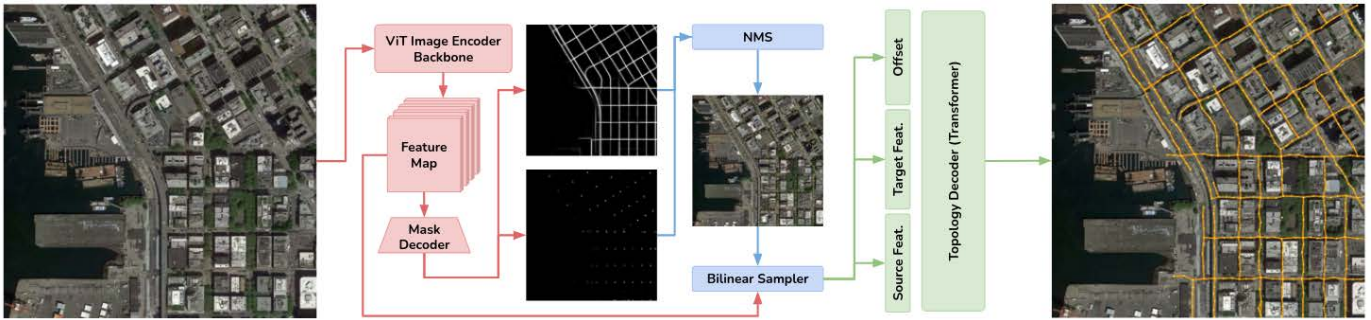 ViT Image Encoder
Backbone
Feature
Map
Mask
Decoder
NMS
Bilinear Sampler
Offset
Target Feat.
Source Feat.
Topology Decoder (Transformer)